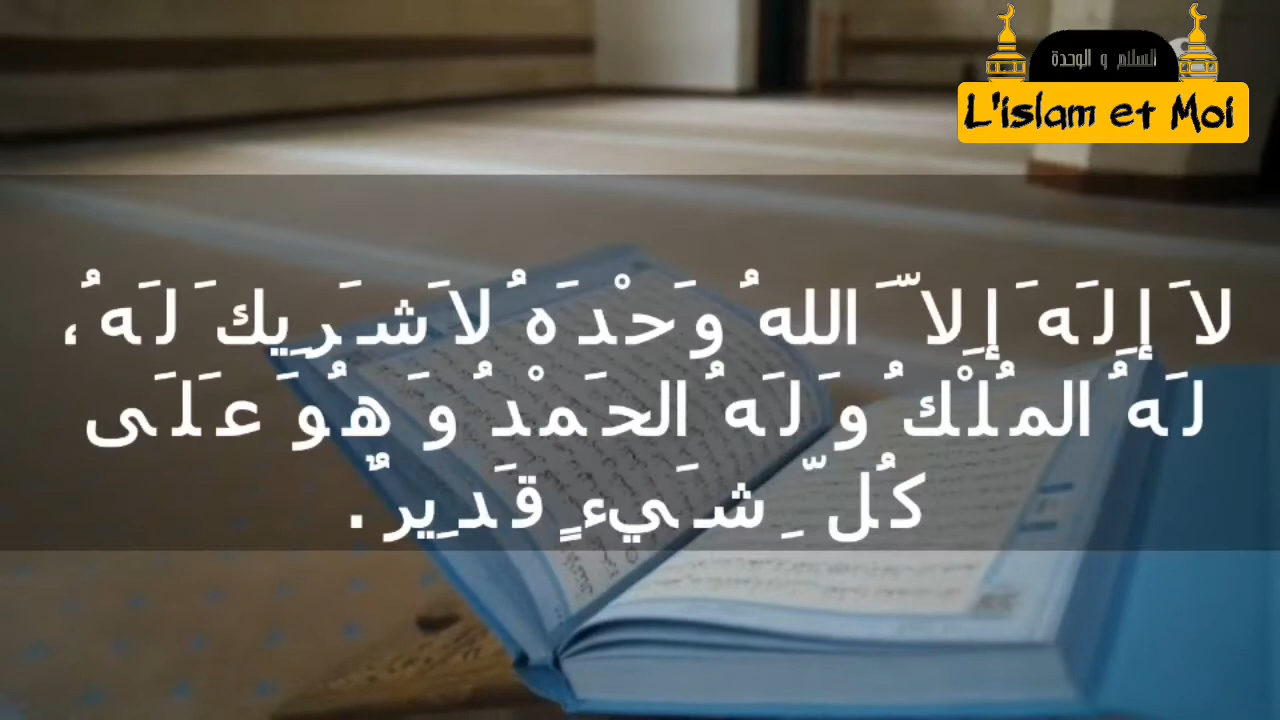 السلام و الوحدة
L'islam et Moi
لاَ إِلَهَ إِلاَّ اللهُ وَحْدَهُ لاَ شَرِيكَ لَهُ،
لَهُ المُلْكُ وَلَهُ الحَمْدُ وَهُوَ عَلَى
كُلِّ شَيءٍ قَدِيرٌ.